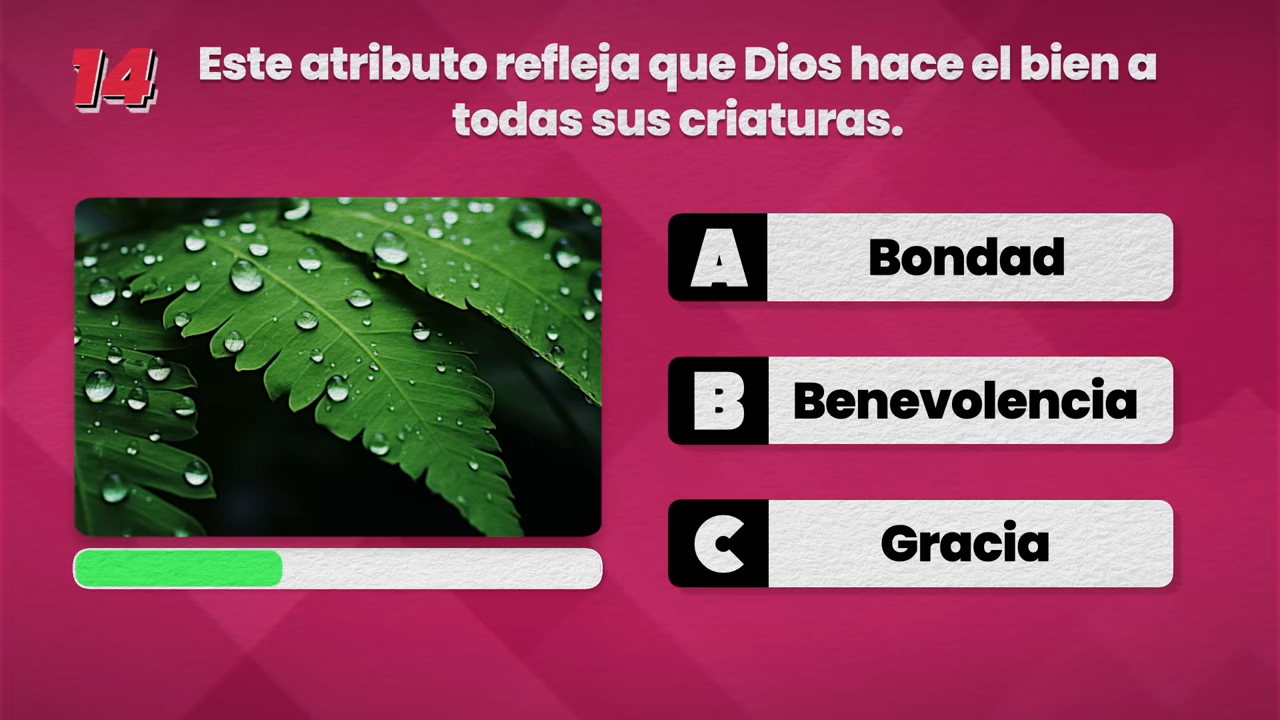 14
Este atributo refleja que Dios hace el bien a
todas sus criaturas.
A Bondad
B Benevolencia
C Gracia